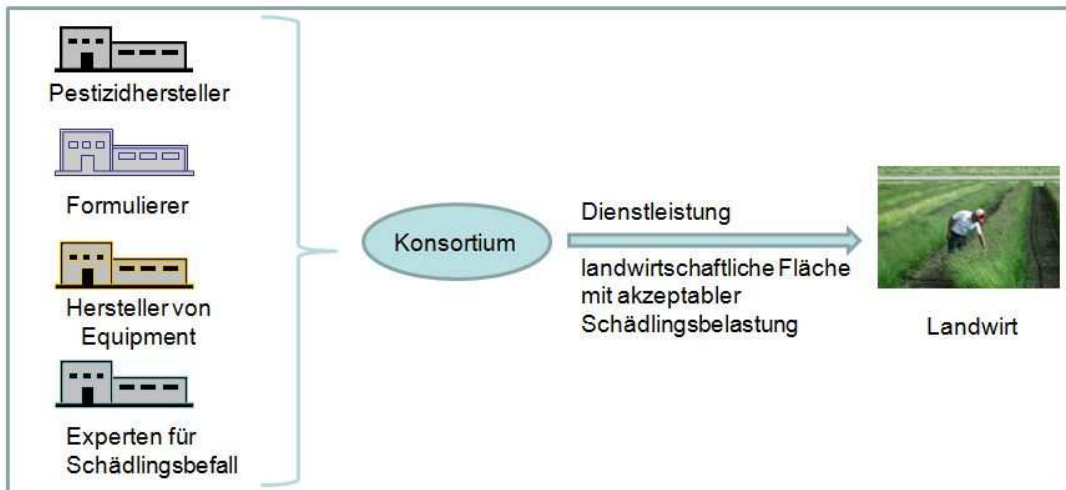 Pestizidhersteller
Formulierer
Hersteller von
Equipment
Experten für
Schädlingsbefall
Konsortium
Dienstleistung
landwirtschaftliche Fläche
mit akzeptabler
Schädlingsbelastung
Landwirt